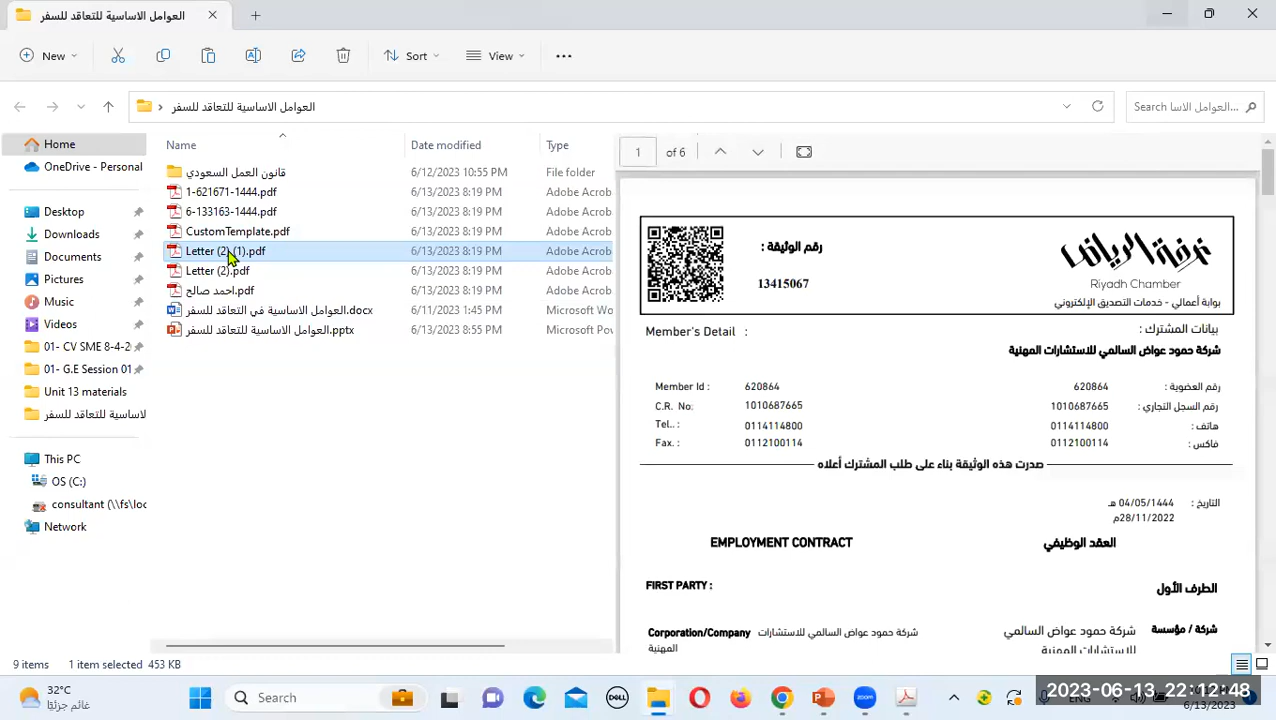 العوامل الاساسية للتعاقد للسفر
New
Sort
View
العوامل الاساسية للتعاقد للسفر
Search العوامل الاسا...
Home
OneDrive - Personal
Desktop
Downloads
Documents
Pictures
Music
Videos
01- CV SME 8-4-2
01- G.E Session 01
Unit 13 materials
اساسية للتعاقد للسفر
This PC
OS (C:)
consultant (\\fs\loc
Network
Name Date modified Type
قانون العمل السعودي 6/12/2023 10:55 PM File folder
1-621671-1444.pdf 6/13/2023 8:19 PM Adobe Acrob
6-133163-1444.pdf 6/13/2023 8:19 PM Adobe Acrob
CustomTemplate.pdf 6/13/2023 8:19 PM Adobe Acrob
Letter (2) (1).pdf 6/13/2023 8:19 PM Adobe Acrob
Letter (2).pdf 6/13/2023 8:19 PM Adobe Acrob
احمد صالح.pdf 6/13/2023 8:19 PM Adobe Acrob
العوامل الاساسية في التعاقد للسفر.docx 6/11/2023 1:45 PM Microsoft Wo
العوامل الاساسية للتعاقد للسفر.pptx 6/13/2023 8:55 PM Microsoft Pov
1 of 6
رقم الوثيقة :
13415067
غرفة الرياض
Riyadh Chamber
بوابة أعمالي - خدمات التصديق الإلكتروني
Member's Detail : بيانات المشترك :
شركة حمود عواض السالمي للاستشارات المهنية
Member Id : 620864 620864 رقم العضوية :
C.R. No: 1010687665 1010687665 رقم السجل التجاري :
Tel.. : 0114114800 0114114800 هاتف :
Fax. : 0112100114 0112100114 فاكس :
صدرت هذه الوثيقة بناء على طلب المشترك أعلاه
التاريخ : 04/05/1444 هـ
28/11/2022م
EMPLOYMENT CONTRACT العقد الوظيفي
FIRST PARTY : الطرف الأول
Corporation/Company شركة حمود عواض السالمي للاستشارات المهنية
شركة / مؤسسة شركة حمود عواض السالمي للاستشارات المهنية
9 items 1 item selected 453 KB
32°C
غائم جزئيًا
Search
2023-06-13 22:12:48
6/13/2023